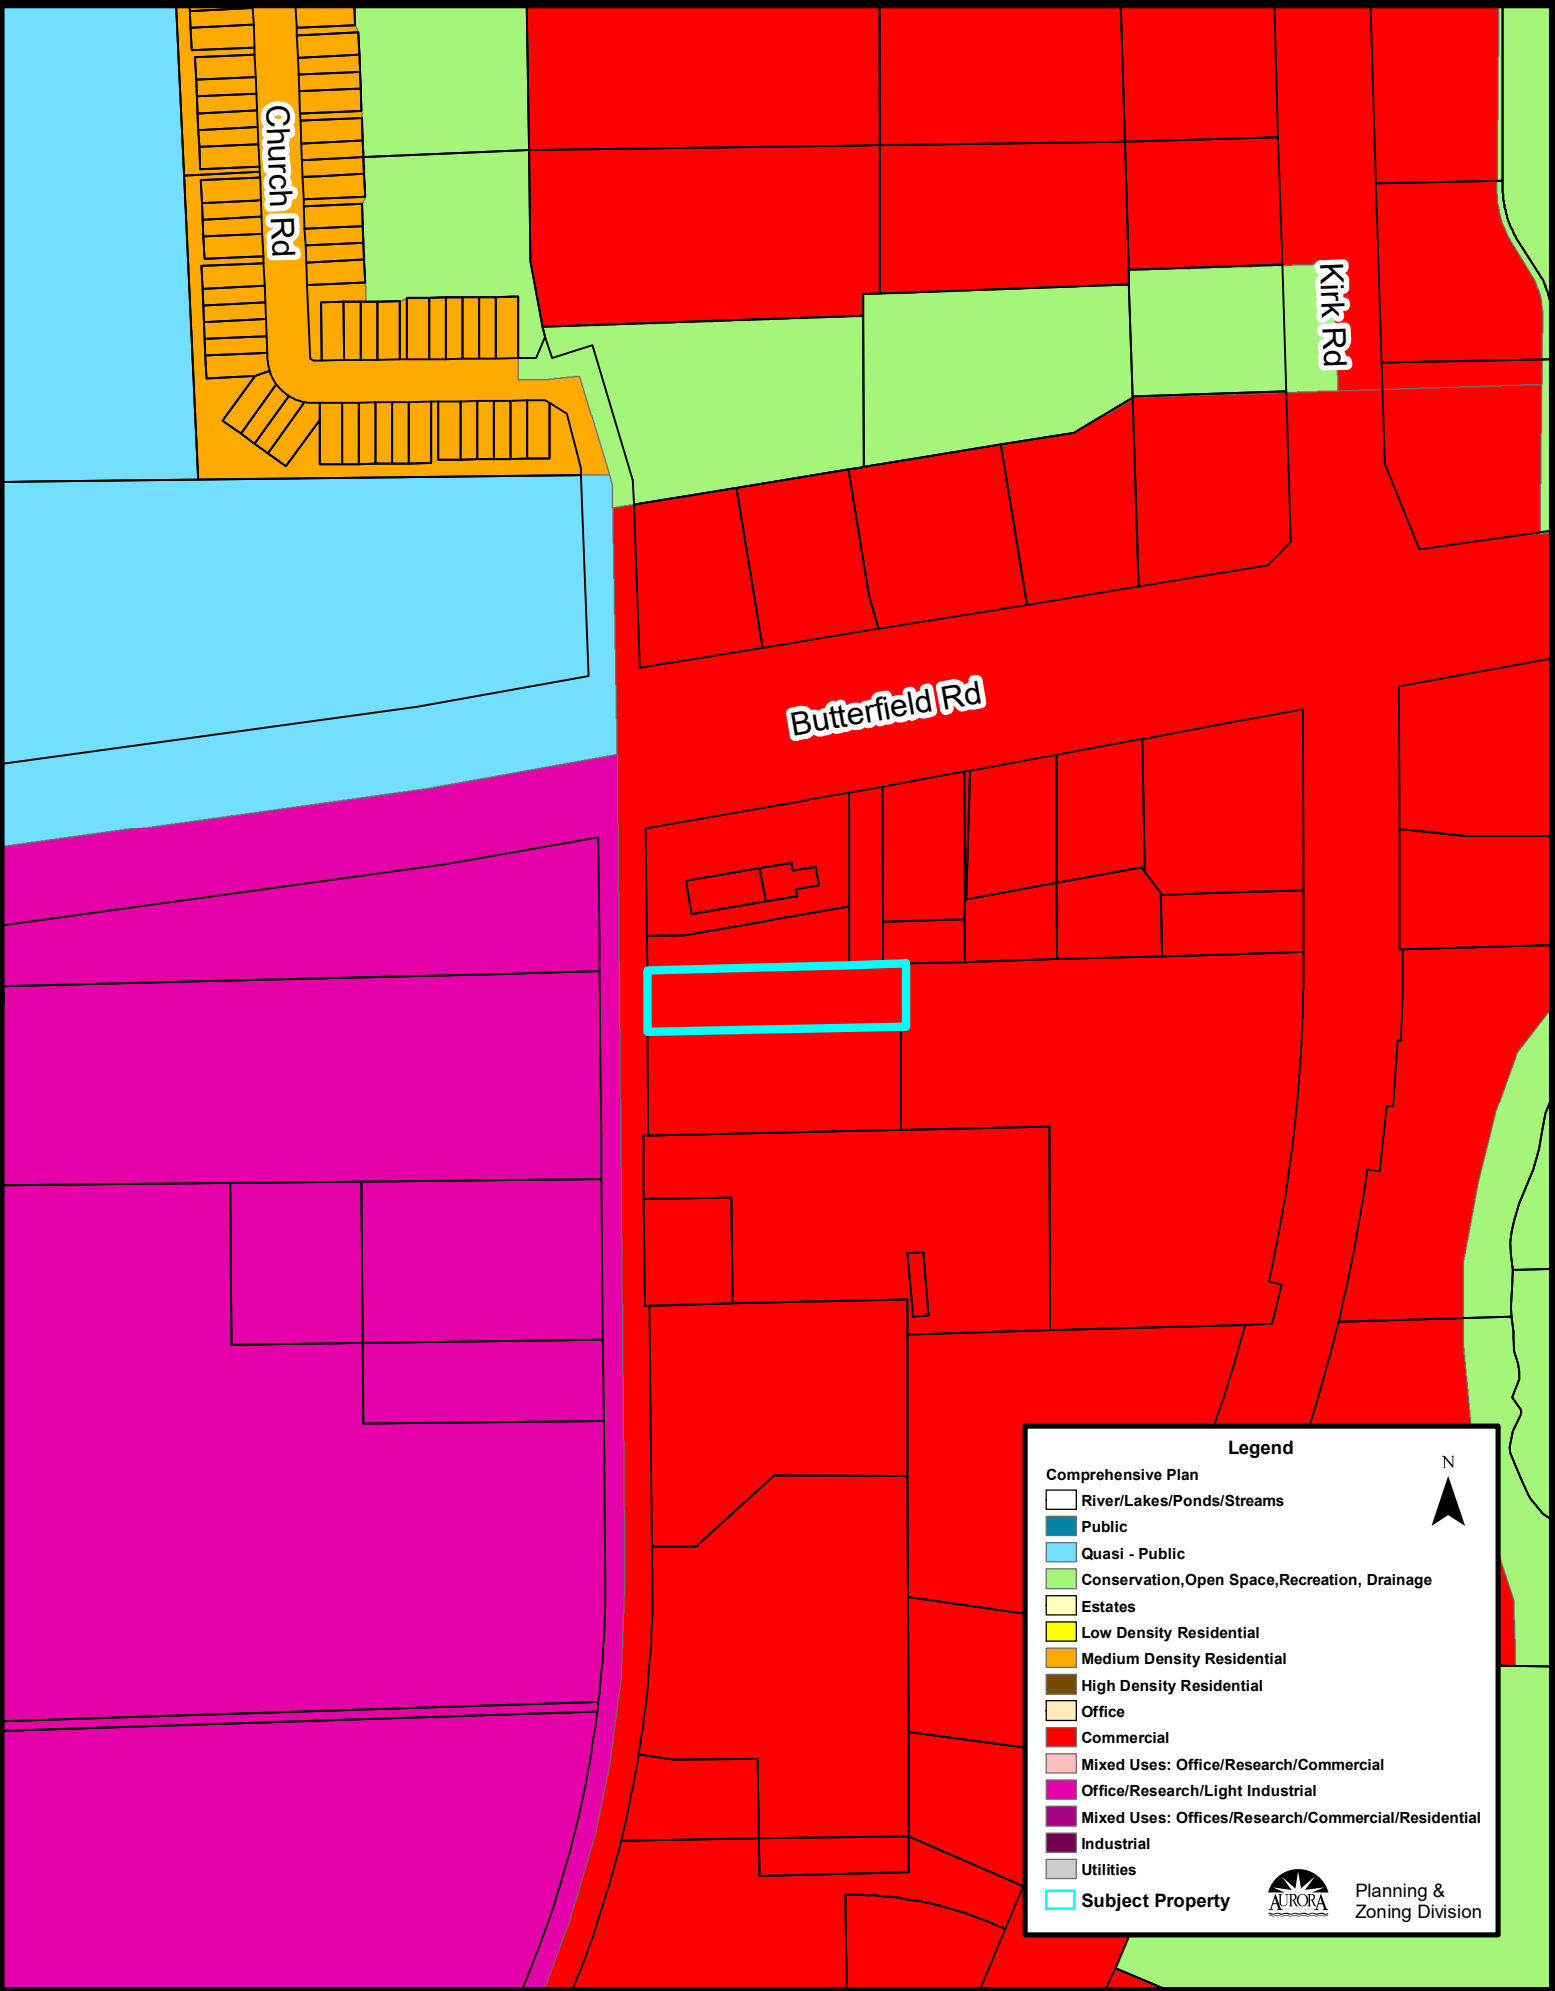 Church Rd
Kirk Rd
Butterfield Rd
Legend
N
Comprehensive Plan
River/Lakes/Ponds/Streams
Public
Quasi - Public
Conservation,Open Space,Recreation, Drainage
Estates
Low Density Residential
Medium Density Residential
High Density Residential
Office
Commercial
Mixed Uses: Office/Research/Commercial
Office/Research/Light Industrial
Mixed Uses: Offices/Research/Commercial/Residential
Industrial
Utilities
Subject Property
AURORA
Planning &
Zoning Division